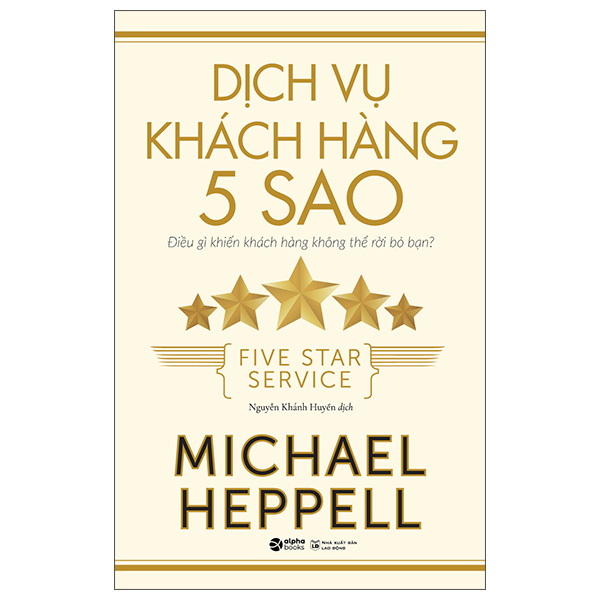 DỊCH VỤ
KHÁCH HÀNG
5 SAO
Điều gì khiến khách hàng không thể rời bỏ bạn?
FIVE STAR
SERVICE
Nguyễn Khánh Huyền dịch
MICHAEL
HEPPELL
alpha
books
LĐ
NHÀ XUẤT BẢN
LAO ĐỘNG